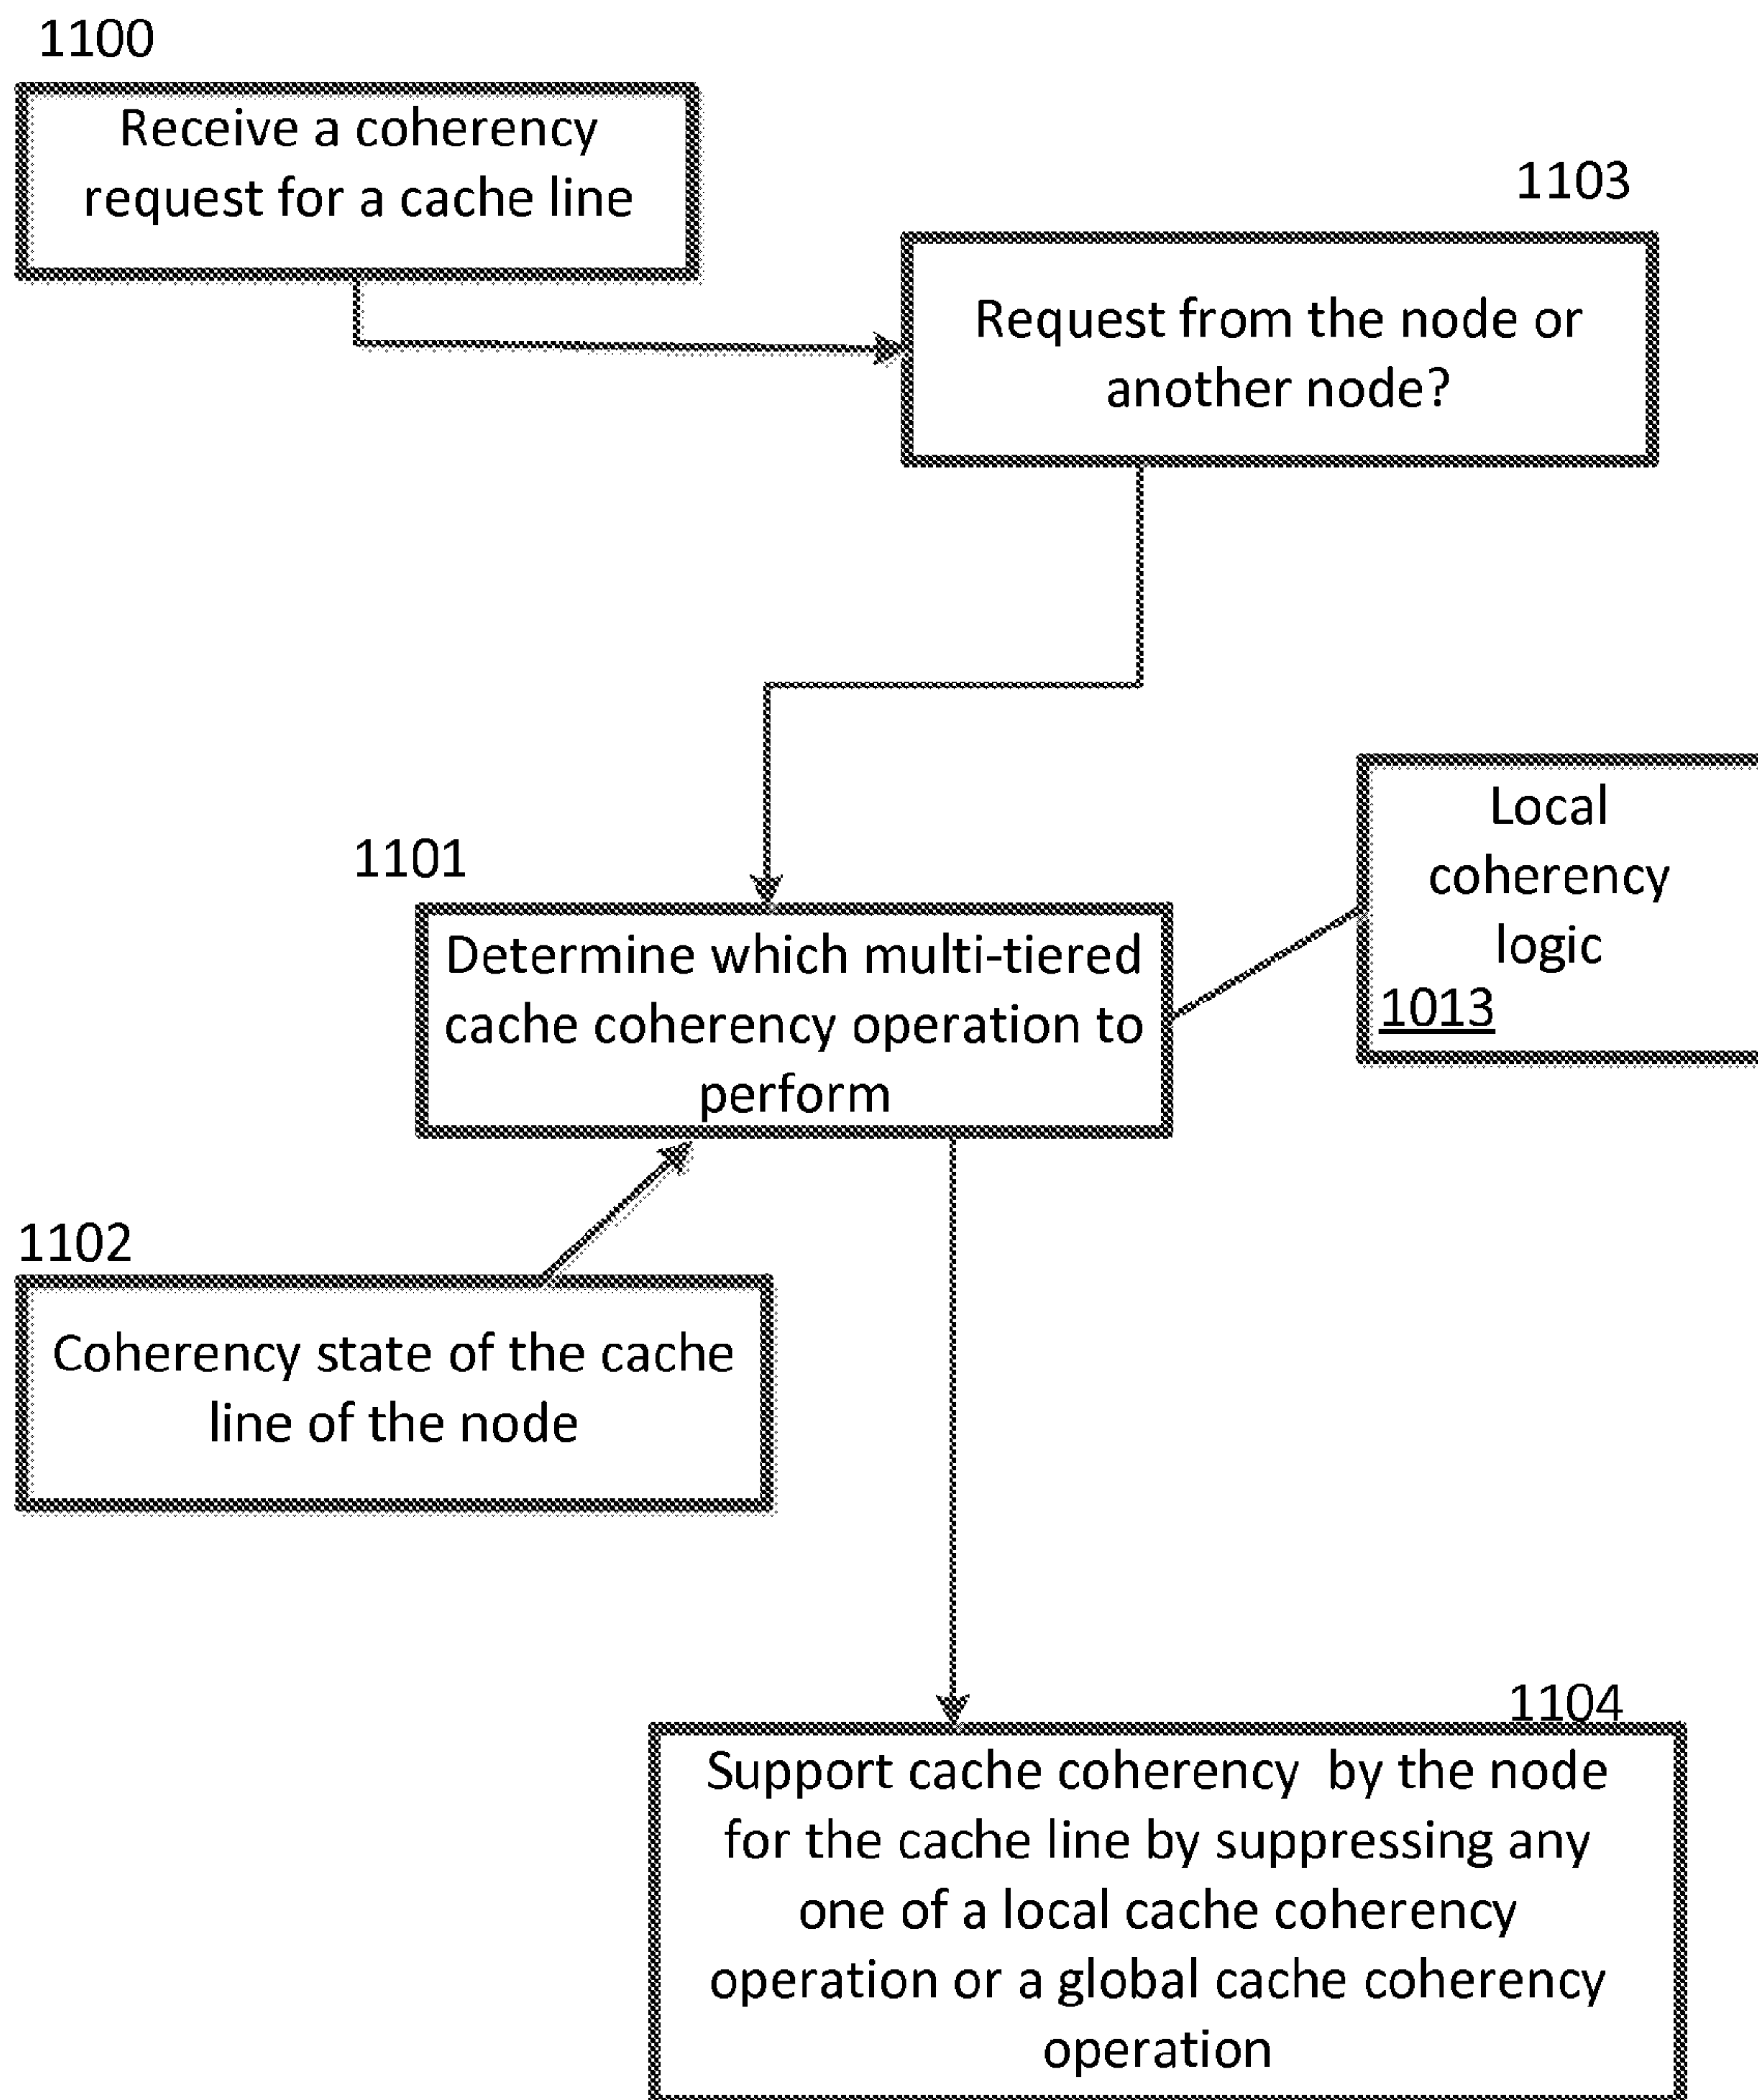 1100
Receive a coherency
request for a cache line
1103
Request from the node or
another node?
1101
Determine which multi-tiered
cache coherency operation to
perform
Local
coherency
logic
1013
1102
Coherency state of the cache
line of the node
1104
Support cache coherency by the node
for the cache line by suppressing any
one of a local cache coherency
operation or a global cache coherency
operation